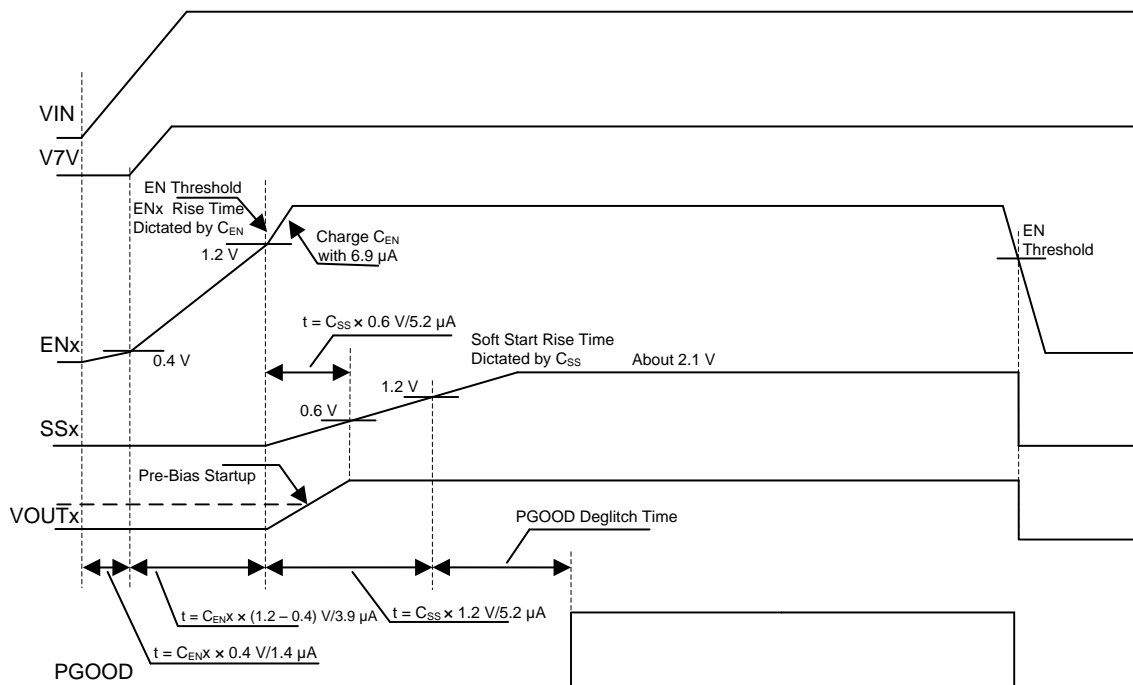 VIN
V7V
EN Threshold
ENx Rise Time
Dictated by CEN
1.2 V
Charge CEN
with 6.9 µA
EN
Threshold
ENx
0.4 V
t = CSS × 0.6 V/5.2 µA
Soft Start Rise Time
Dictated by CSS
About 2.1 V
1.2 V
0.6 V
SSx
Pre-Bias Startup
VOUTx
PGOOD Deglitch Time
t = CENx × (1.2 – 0.4) V/3.9 µA
t = CSS × 1.2 V/5.2 µA
t = CENx × 0.4 V/1.4 µA
PGOOD